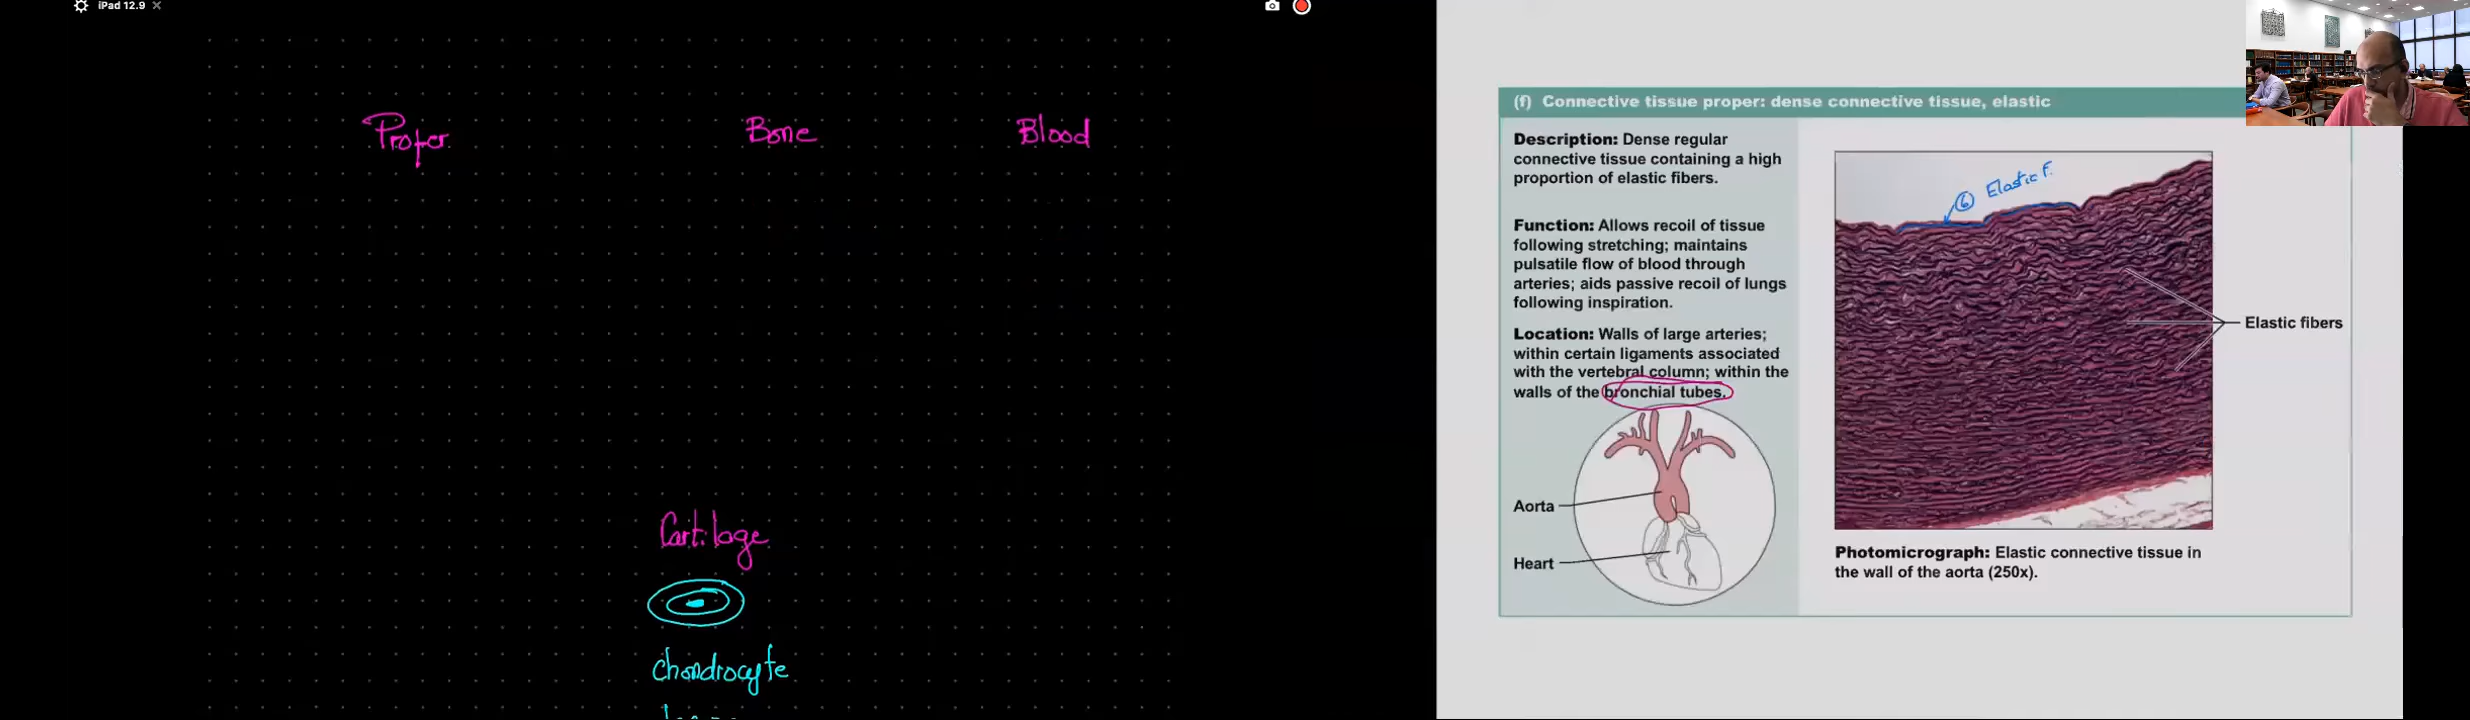 iPad 12.9
Proper
Bone
Blood
Cartilage
chondrocyte
(f) Connective tissue proper: dense connective tissue, elastic
Description: Dense regular
connective tissue containing a high
proportion of elastic fibers.
Function: Allows recoil of tissue
following stretching; maintains
pulsatile flow of blood through
arteries; aids passive recoil of lungs
following inspiration.
Location: Walls of large arteries;
within certain ligaments associated
with the vertebral column; within the
walls of the bronchial tubes.
Aorta
Heart
6 Elastic F.
Elastic fibers
Photomicrograph: Elastic connective tissue in
the wall of the aorta (250x).